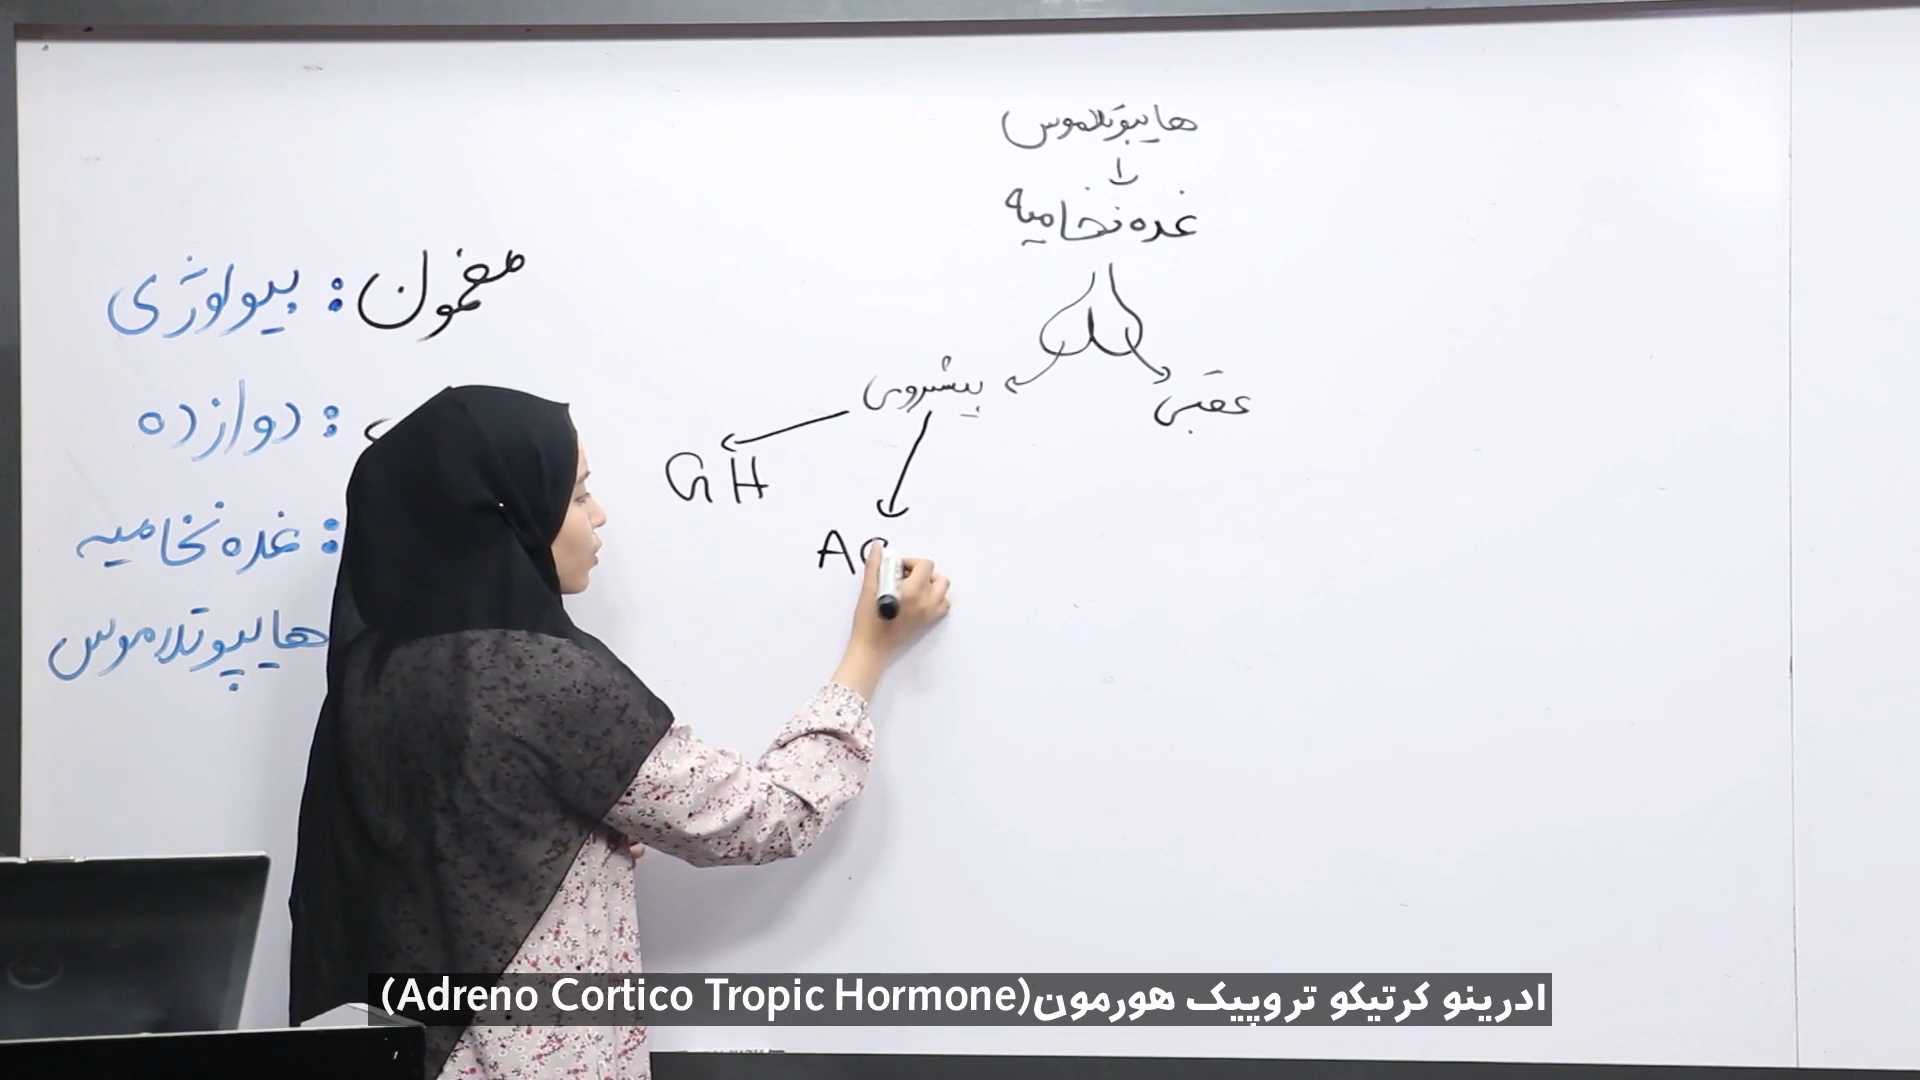 هایپوتلاموس
غده نخامیه
پیشروی
عقبی
GH
AC
مضمون: بیولوژی
: دوازده
: غده نخامیه
هایپوتلاموس
ادرینو کرتیکو تروپیک هورمون(Adreno Cortico Tropic Hormone)